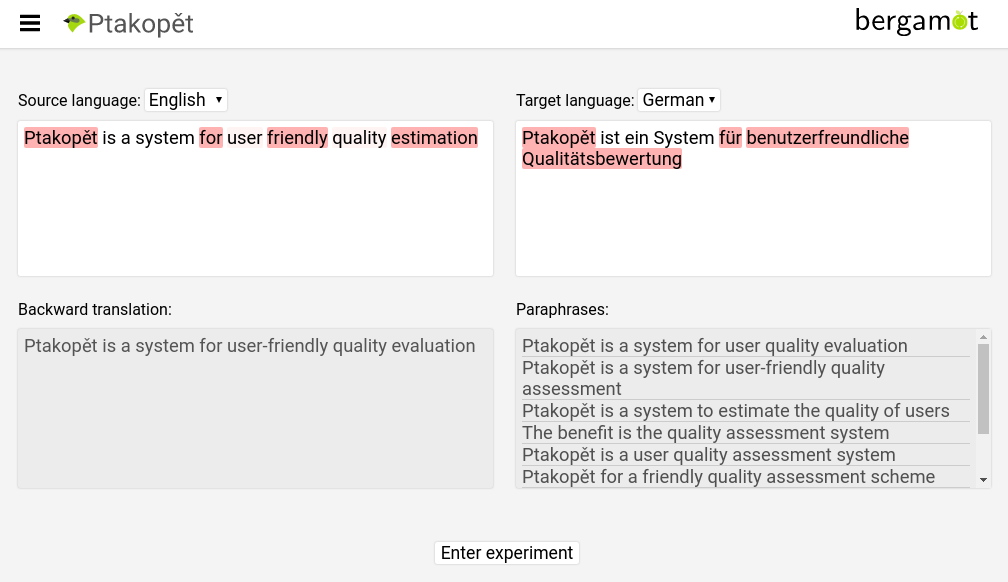 Ptakopět
bergamot
Source language: English
Target language: German
Ptakopět is a system for user friendly quality estimation
Ptakopět ist ein System für benutzerfreundliche
Qualitätsbewertung
Backward translation:
Paraphrases:
Ptakopět is a system for user-friendly quality evaluation
Ptakopět is a system for user quality evaluation
Ptakopět is a system for user-friendly quality
assessment
Ptakopět is a system to estimate the quality of users
The benefit is the quality assessment system
Ptakopět is a user quality assessment system
Ptakopět for a friendly quality assessment scheme
Enter experiment